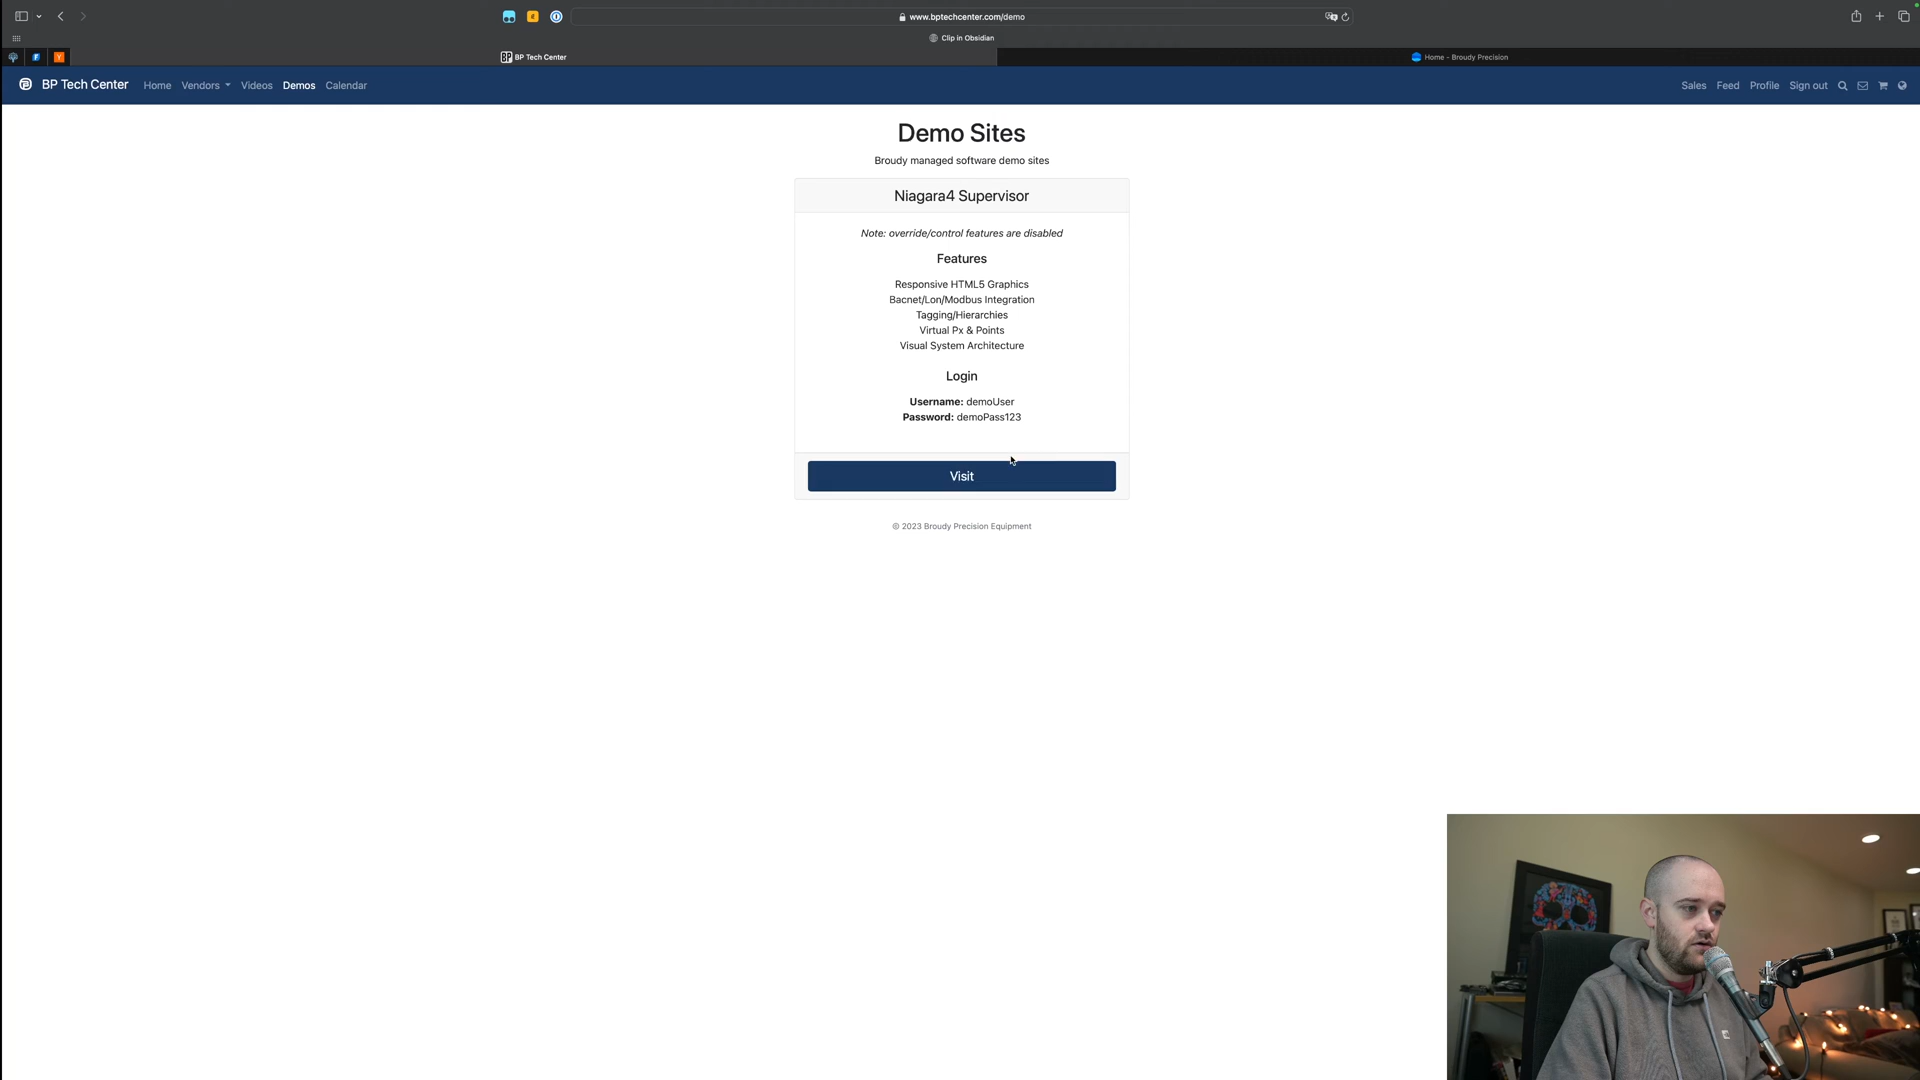 www.bptechcenter.com/demo
Clip in Obsidian
BP Tech Center
Home - Broudy Precision
BP Tech Center Home Vendors Videos Demos Calendar
Sales Feed Profile Sign out
Demo Sites
Broudy managed software demo sites
Niagara4 Supervisor
Note: override/control features are disabled
Features
Responsive HTML5 Graphics
Bacnet/Lon/Modbus Integration
Tagging/Hierarchies
Virtual Px & Points
Visual System Architecture
Login
Username: demoUser
Password: demoPass123
Visit
© 2023 Broudy Precision Equipment